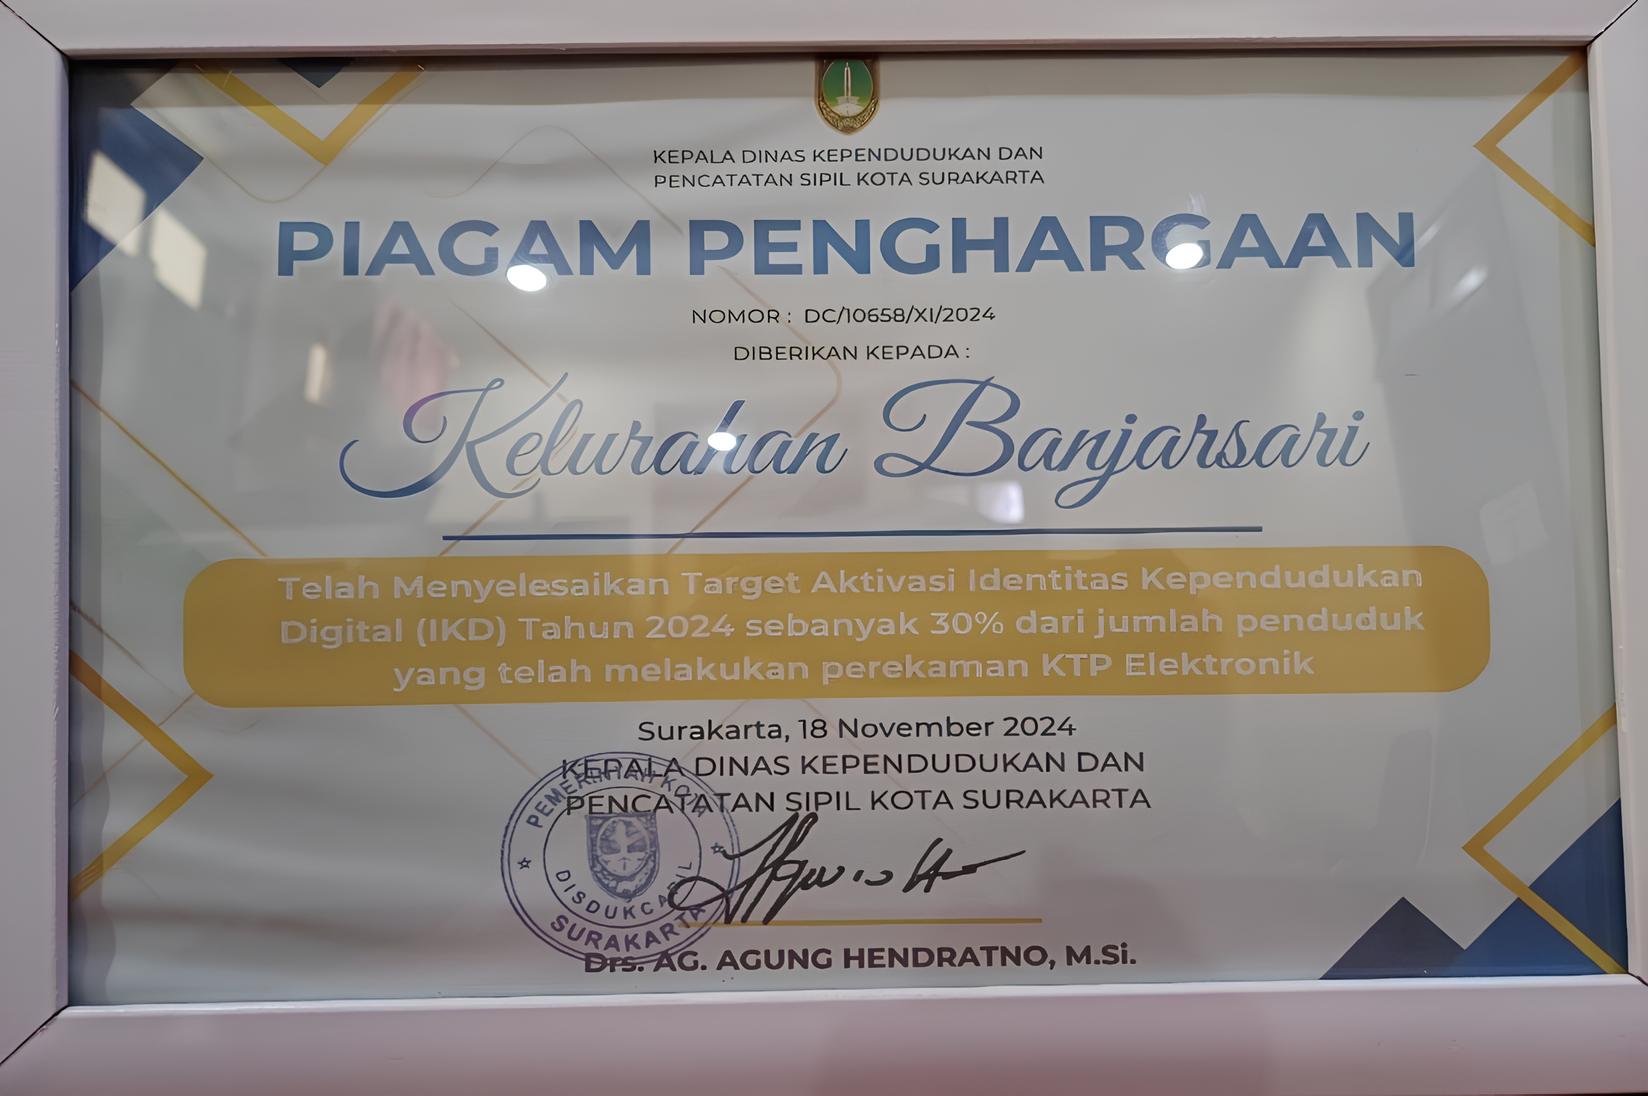 KEPALA DINAS KEPENDUDUKAN DAN
PENCATATAN SIPIL KOTA SURAKARTA
PIAGAM PENGHARGAAN
NOMOR : DC/10658/XI/2024
DIBERIKAN KEPADA :
Kelurahan Banjarsari
Telah Menyelesaikan Target Aktivasi Identitas Kependudukan
Digital (IKD) Tahun 2024 sebanyak 30% dari jumlah penduduk
yang telah melakukan perekaman KTP Elektronik
Surakarta, 18 November 2024
KEPALA DINAS KEPENDUDUKAN DAN
PENCATATAN SIPIL KOTA SURAKARTA
PEMERINTAH KOTA
DISDUKCAPIL
SURAKARTA
Drs. AG. AGUNG HENDRATNO, M.Si.